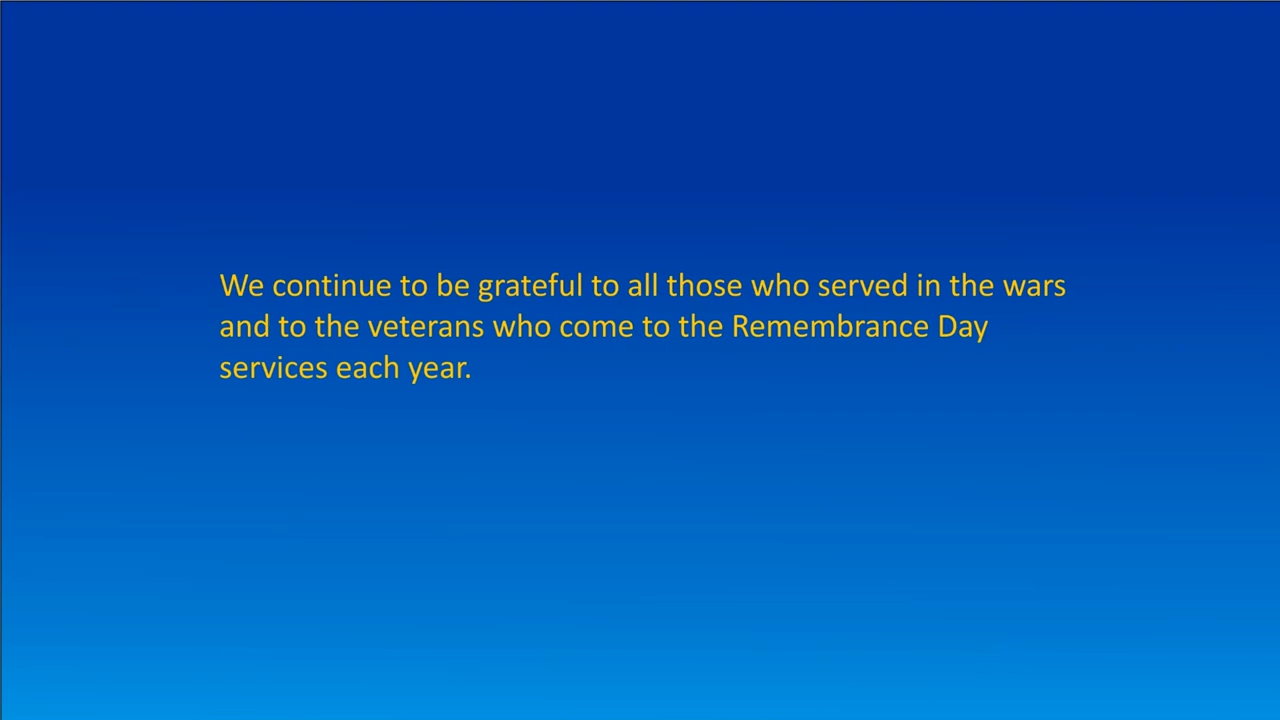 We continue to be grateful to all those who served in the wars
and to the veterans who come to the Remembrance Day
services each year.